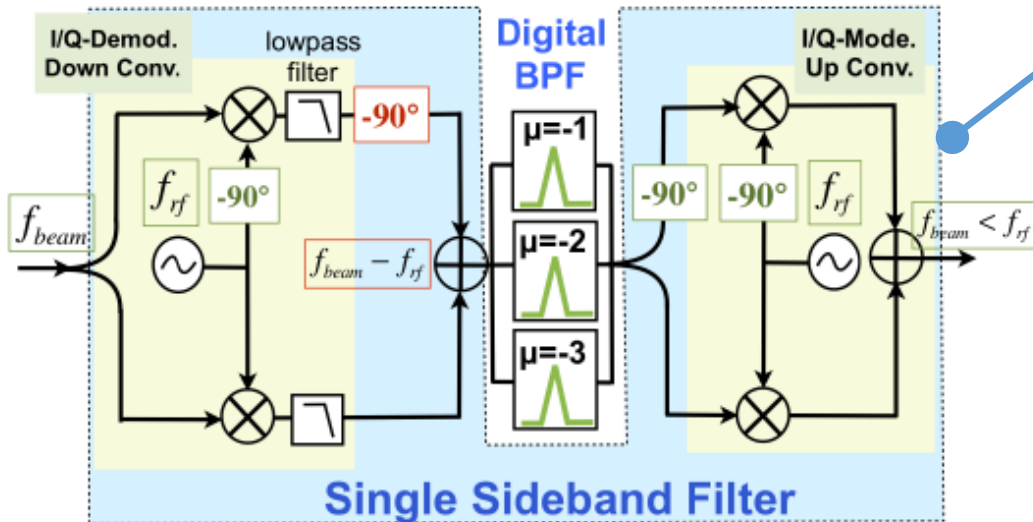 I/Q-Demod.
Down Conv.
lowpass
filter
-90°
f_rf
-90°
f_beam
f_beam − f_rf
Digital
BPF
μ=-1
μ=-2
μ=-3
I/Q-Mode.
Up Conv.
-90°
-90°
f_rf
f_beam < f_rf
Single Sideband Filter